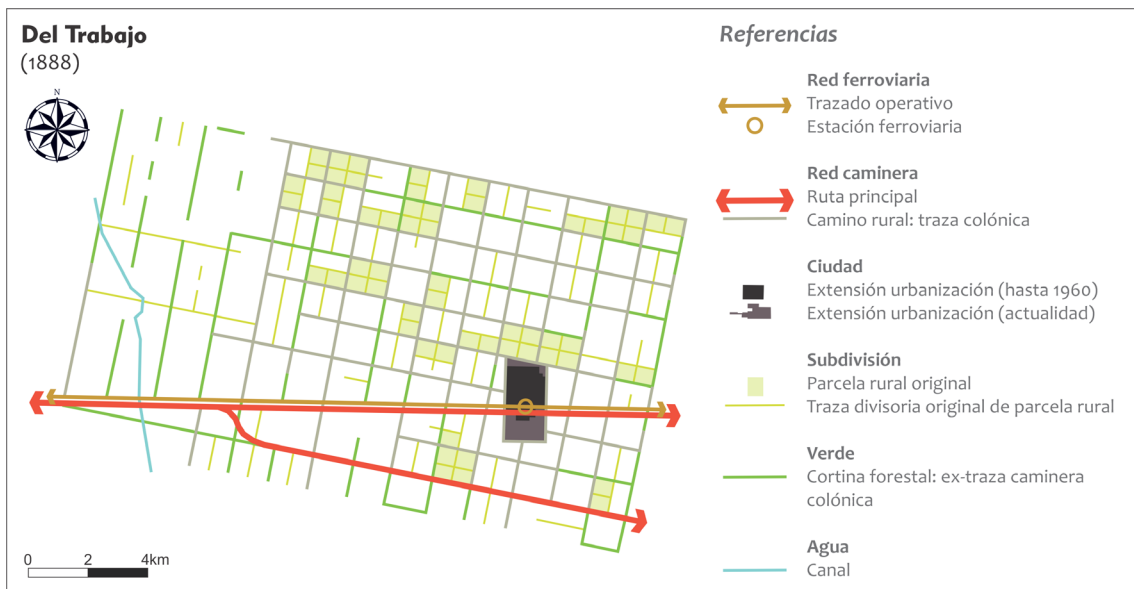 Del Trabajo
(1888)
N
0 2 4km
Referencias
Red ferroviaria
Trazado operativo
Estación ferroviaria
Red caminera
Ruta principal
Camino rural: traza colónica
Ciudad
Extensión urbanización (hasta 1960)
Extensión urbanización (actualidad)
Subdivisión
Parcela rural original
Traza divisoria original de parcela rural
Verde
Cortina forestal: ex-traza caminera
colónica
Agua
Canal